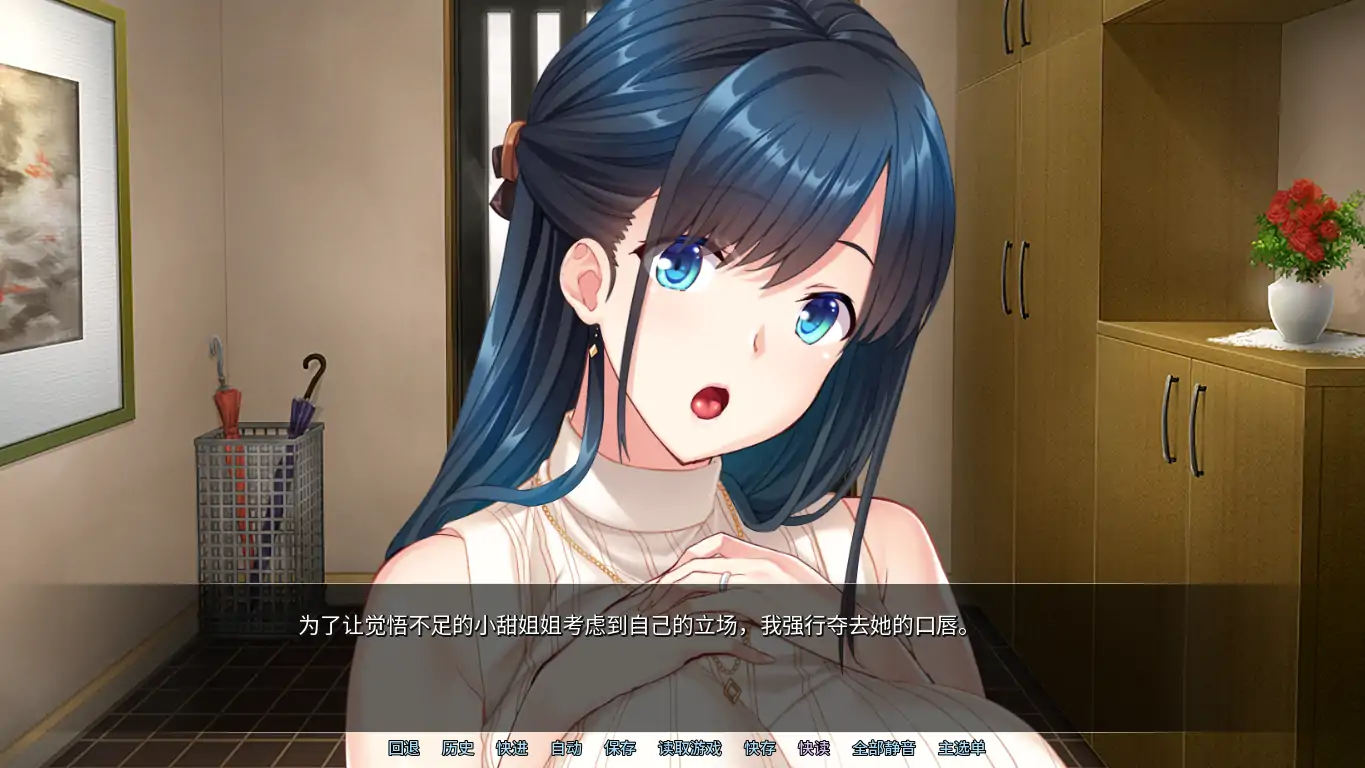 为了让觉悟不足的小甜姐姐考虑到自己的立场，我强行夺去她的口唇。
回退 历史 快进 自动 保存 读取游戏 快存 快读 全部静音 主选单